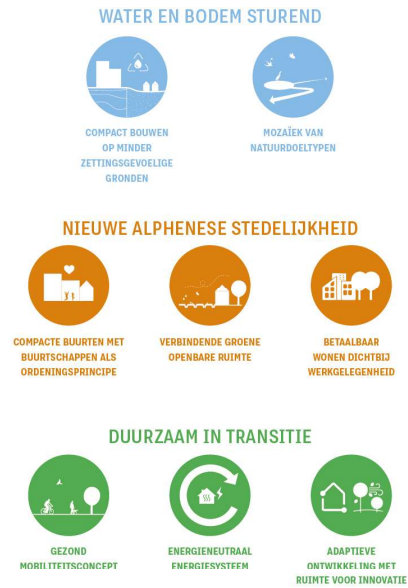 WATER EN BODEM STUREND
COMPACT BOUWEN
OP MINDER
ZETTINGSGEVOELIGE
GRONDEN
MOZAÏEK VAN
NATUURDOELTYPEN
NIEUWE ALPHENESE STEDELIJKHEID
COMPACTE BUURTEN MET
BUURTSCHAPPEN ALS
ORDENINGSPRINCIPE
VERBINDENDE GROENE
OPENBARE RUIMTE
BETAALBAAR
WONEN DICHTBIJ
WERKGELEGENHEID
DUURZAAM IN TRANSITIE
GEZOND
MOBILITEITSCONCEPT
ENERGIENEUTRAAL
ENERGIESYSTEEM
ADAPTIEVE
ONTWIKKELING MET
RUIMTE VOOR INNOVATIE